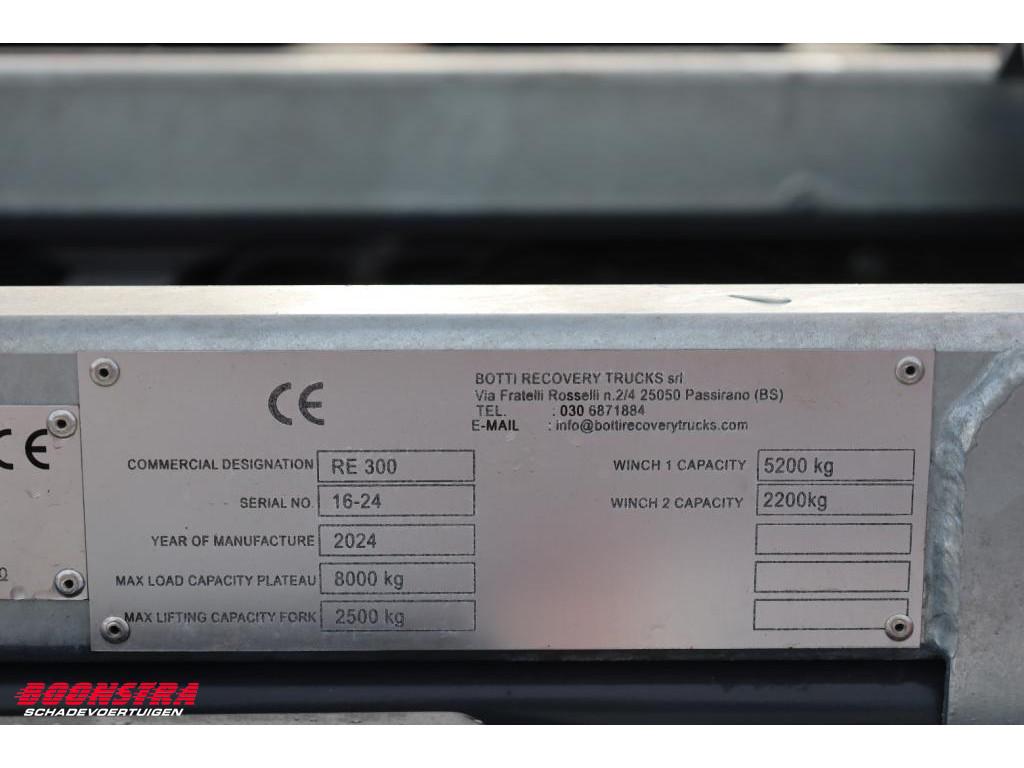 CE
BOTTI RECOVERY TRUCKS srl
Via Fratelli Rosselli n.2/4 25050 Passirano (BS)
TEL. : 030 6871884
E-MAIL : info@bottirecoverytrucks.com
CE
COMMERCIAL DESIGNATION RE 300
SERIAL NO. 16-24
YEAR OF MANUFACTURE 2024
MAX LOAD CAPACITY PLATEAU 8000 kg
MAX LIFTING CAPACITY FORK 2500 kg
WINCH 1 CAPACITY 5200 kg
WINCH 2 CAPACITY 2200kg
0
BOONSTRA
SCHADEVOERTUIGEN